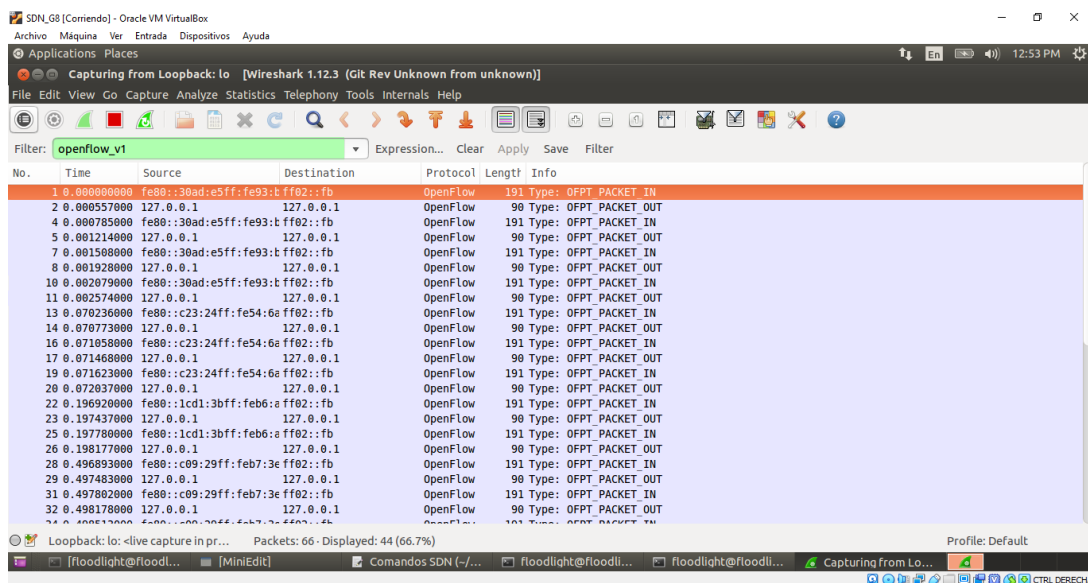 SDN_G8 [Corriendo] - Oracle VM VirtualBox
Archivo Máquina Ver Entrada Dispositivos Ayuda
Applications Places En 12:53 PM
Capturing from Loopback: lo [Wireshark 1.12.3 (Git Rev Unknown from unknown)]
File Edit View Go Capture Analyze Statistics Telephony Tools Internals Help
Filter: openflow_v1 Expression... Clear Apply Save Filter
No. Time Source Destination Protocol Length Info
1 0.000000000 fe80::30ad:e5ff:fe93:b ff02::fb OpenFlow 191 Type: OFPT_PACKET_IN
2 0.000557000 127.0.0.1 127.0.0.1 OpenFlow 90 Type: OFPT_PACKET_OUT
4 0.000785000 fe80::30ad:e5ff:fe93:b ff02::fb OpenFlow 191 Type: OFPT_PACKET_IN
5 0.001214000 127.0.0.1 127.0.0.1 OpenFlow 90 Type: OFPT_PACKET_OUT
7 0.001508000 fe80::30ad:e5ff:fe93:b ff02::fb OpenFlow 191 Type: OFPT_PACKET_IN
8 0.001928000 127.0.0.1 127.0.0.1 OpenFlow 90 Type: OFPT_PACKET_OUT
10 0.002079000 fe80::30ad:e5ff:fe93:b ff02::fb OpenFlow 191 Type: OFPT_PACKET_IN
11 0.002574000 127.0.0.1 127.0.0.1 OpenFlow 90 Type: OFPT_PACKET_OUT
13 0.070236000 fe80::c23:24ff:fe54:6a ff02::fb OpenFlow 191 Type: OFPT_PACKET_IN
14 0.070773000 127.0.0.1 127.0.0.1 OpenFlow 90 Type: OFPT_PACKET_OUT
16 0.071058000 fe80::c23:24ff:fe54:6a ff02::fb OpenFlow 191 Type: OFPT_PACKET_IN
17 0.071468000 127.0.0.1 127.0.0.1 OpenFlow 90 Type: OFPT_PACKET_OUT
19 0.071623000 fe80::c23:24ff:fe54:6a ff02::fb OpenFlow 191 Type: OFPT_PACKET_IN
20 0.072037000 127.0.0.1 127.0.0.1 OpenFlow 90 Type: OFPT_PACKET_OUT
22 0.196920000 fe80::1cd1:3bff:feb6:a ff02::fb OpenFlow 191 Type: OFPT_PACKET_IN
23 0.197437000 127.0.0.1 127.0.0.1 OpenFlow 90 Type: OFPT_PACKET_OUT
25 0.197780000 fe80::1cd1:3bff:feb6:a ff02::fb OpenFlow 191 Type: OFPT_PACKET_IN
26 0.198177000 127.0.0.1 127.0.0.1 OpenFlow 90 Type: OFPT_PACKET_OUT
28 0.496893000 fe80::c09:29ff:feb7:3e ff02::fb OpenFlow 191 Type: OFPT_PACKET_IN
29 0.497483000 127.0.0.1 127.0.0.1 OpenFlow 90 Type: OFPT_PACKET_OUT
31 0.497802000 fe80::c09:29ff:feb7:3e ff02::fb OpenFlow 191 Type: OFPT_PACKET_IN
32 0.498178000 127.0.0.1 127.0.0.1 OpenFlow 90 Type: OFPT_PACKET_OUT
Loopback: lo: <live capture in pr... Packets: 66 · Displayed: 44 (66.7%) Profile: Default
[floodlight@floodl... [MiniEdit] Comandos SDN (~/... floodlight@floodli... floodlight@floodli... Capturing from Lo...
CTRL DERECH